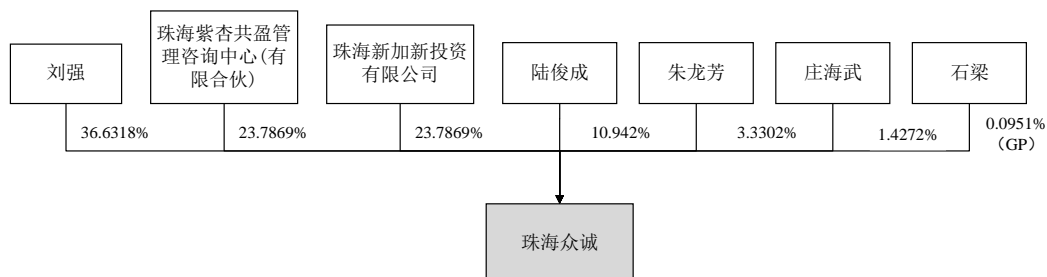 刘强
珠海紫杏共盈管
理咨询中心(有
限合伙)
珠海新加新投资
有限公司
陆俊成
朱龙芳
庄海武
石梁
36.6318%
23.7869%
23.7869%
10.942%
3.3302%
1.4272%
0.0951%
（GP）
珠海众诚